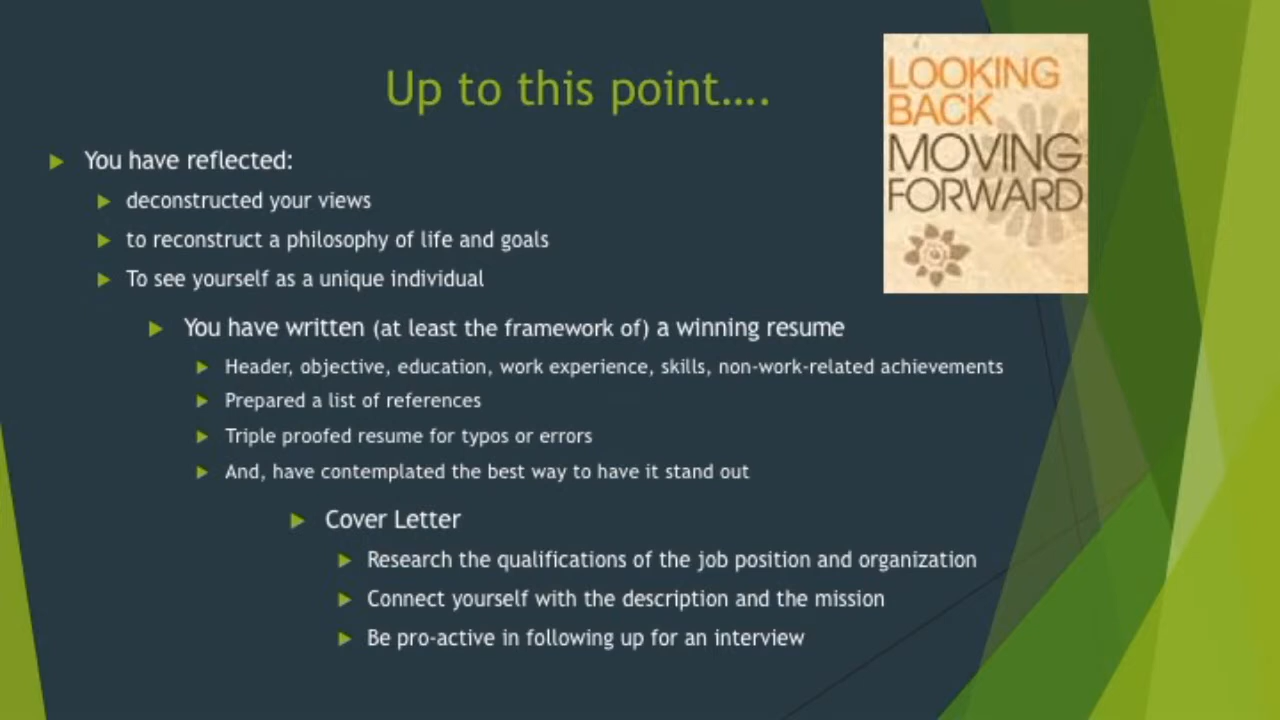 Up to this point....
LOOKING
BACK
MOVING
FORWARD
You have reflected:
deconstructed your views
to reconstruct a philosophy of life and goals
To see yourself as a unique individual
You have written (at least the framework of) a winning resume
Header, objective, education, work experience, skills, non-work-related achievements
Prepared a list of references
Triple proofed resume for typos or errors
And, have contemplated the best way to have it stand out
Cover Letter
Research the qualifications of the job position and organization
Connect yourself with the description and the mission
Be pro-active in following up for an interview